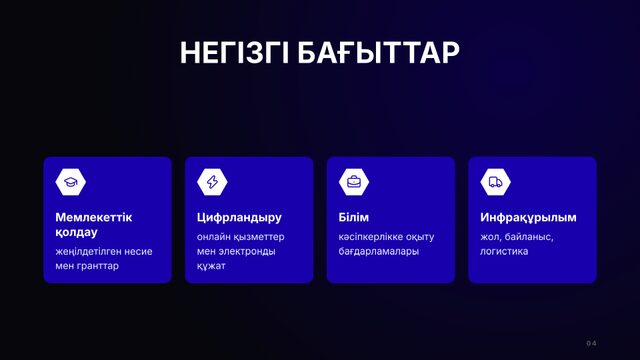 НЕГІЗГІ БАҒЫТТАР
Мемлекеттік
қолдау
жеңілдетілген несие
мен гранттар
Цифрландыру
онлайн қызметтер
мен электронды
құжат
Білім
кәсіпкерлікке оқыту
бағдарламалары
Инфрақұрылым
жол, байланыс,
логистика
04